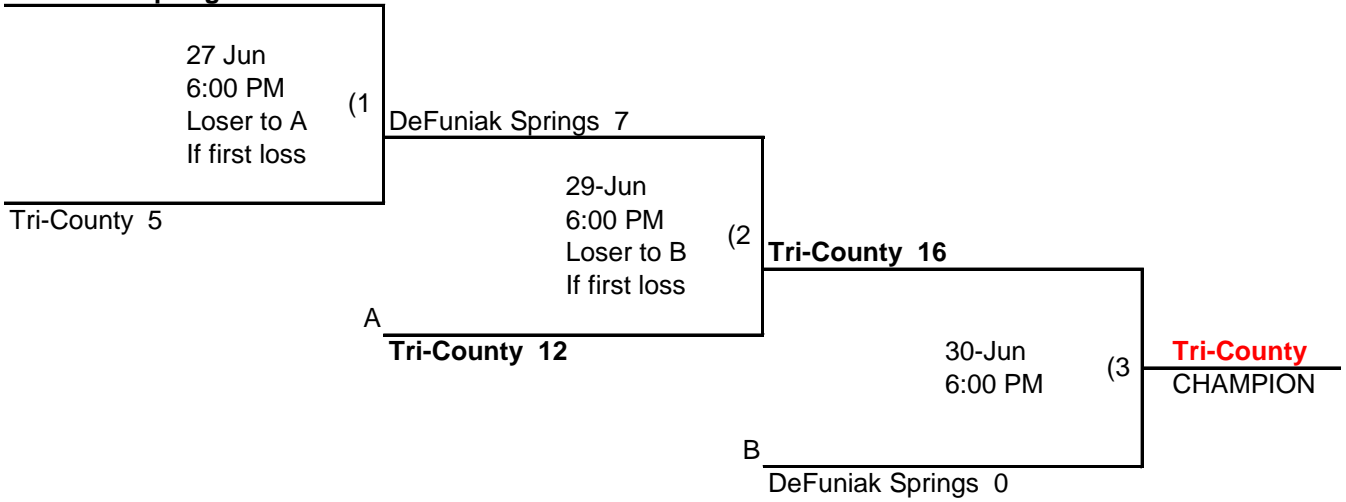 27 Jun
6:00 PM
Loser to A
If first loss
(1
DeFuniak Springs 7
Tri-County 5
29-Jun
6:00 PM
Loser to B
If first loss
(2
Tri-County 16
A
Tri-County 12
30-Jun
6:00 PM
(3
Tri-County
CHAMPION
B
DeFuniak Springs 0